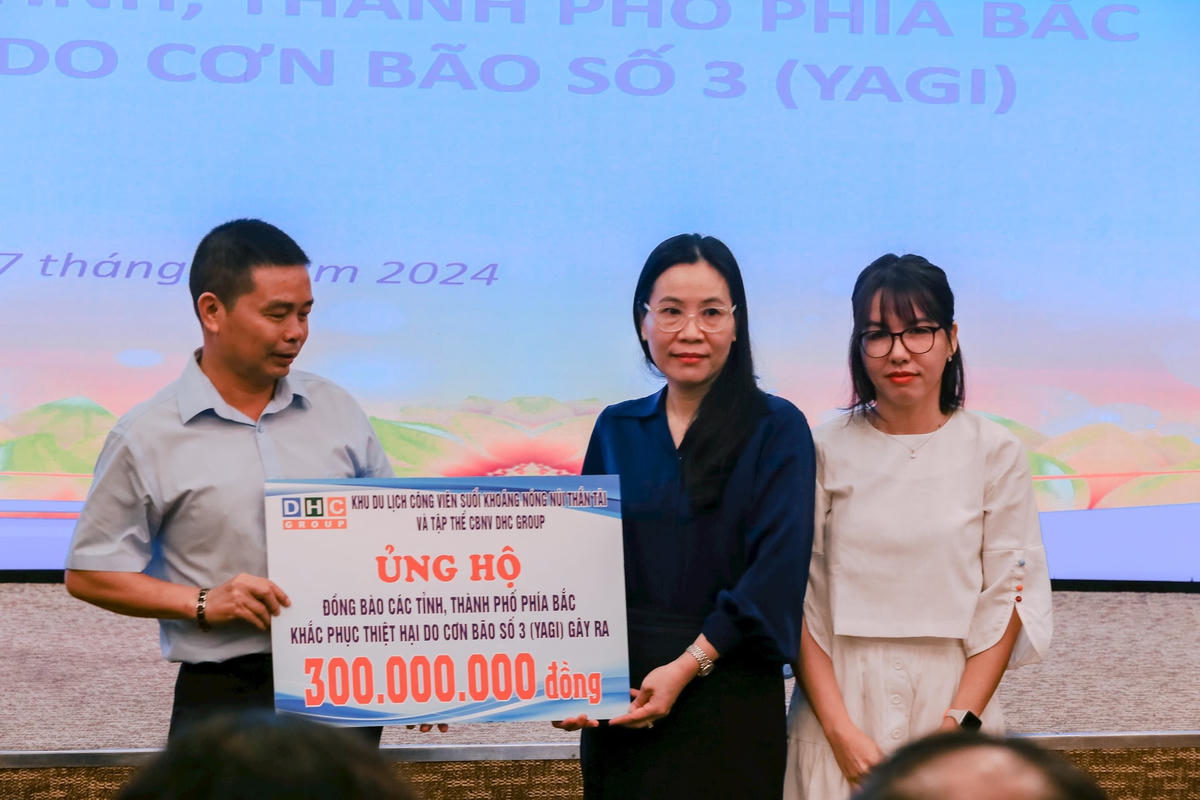 THÀNH PHỐ PHÍA BẮC
DO CƠN BÃO SỐ 3 (YAGI)
7 tháng 2024
DHC
GROUP
KHU DU LỊCH CÔNG VIÊN SUỐI KHOÁNG NÓNG NÚI THẦN TÀI
VÀ TẬP THỂ CBNV DHC GROUP
ỦNG HỘ
ĐỒNG BÀO CÁC TỈNH, THÀNH PHỐ PHÍA BẮC
KHẮC PHỤC THIỆT HẠI DO CƠN BÃO SỐ 3 (YAGI) GÂY RA
300.000.000 đồng